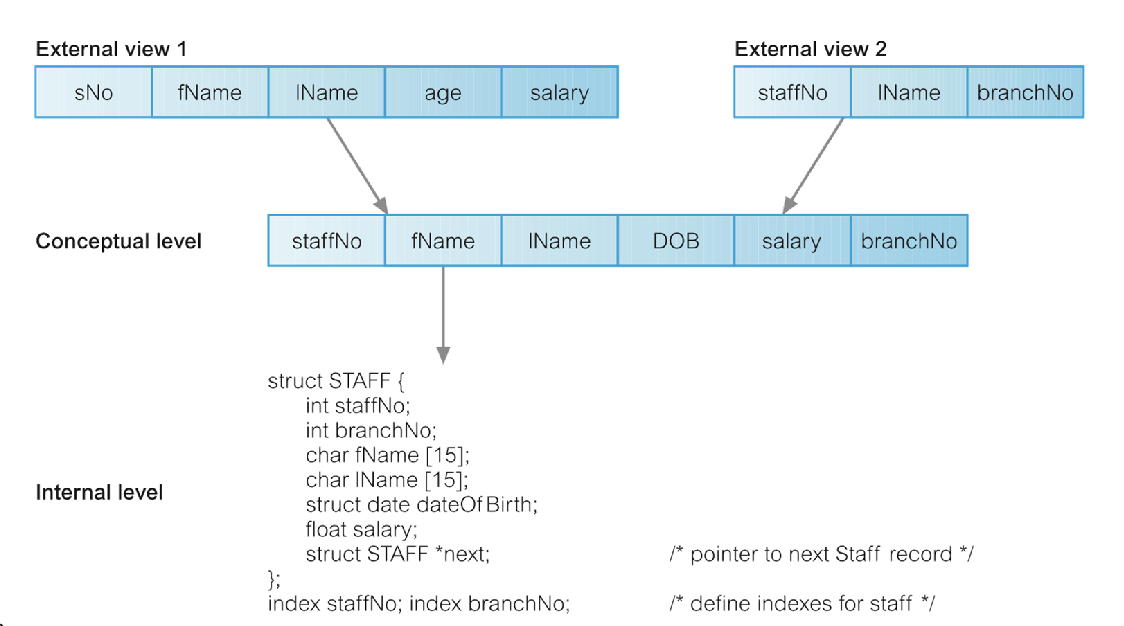 External view 1 External view 2
sNo fName lName age salary staffNo lName branchNo
Conceptual level staffNo fName lName DOB salary branchNo
struct STAFF {
int staffNo;
int branchNo;
char fName [15];
char lName [15];
Internal level
struct date dateOfBirth;
float salary;
struct STAFF *next; /* pointer to next Staff record */
};
index staffNo; index branchNo; /* define indexes for staff */